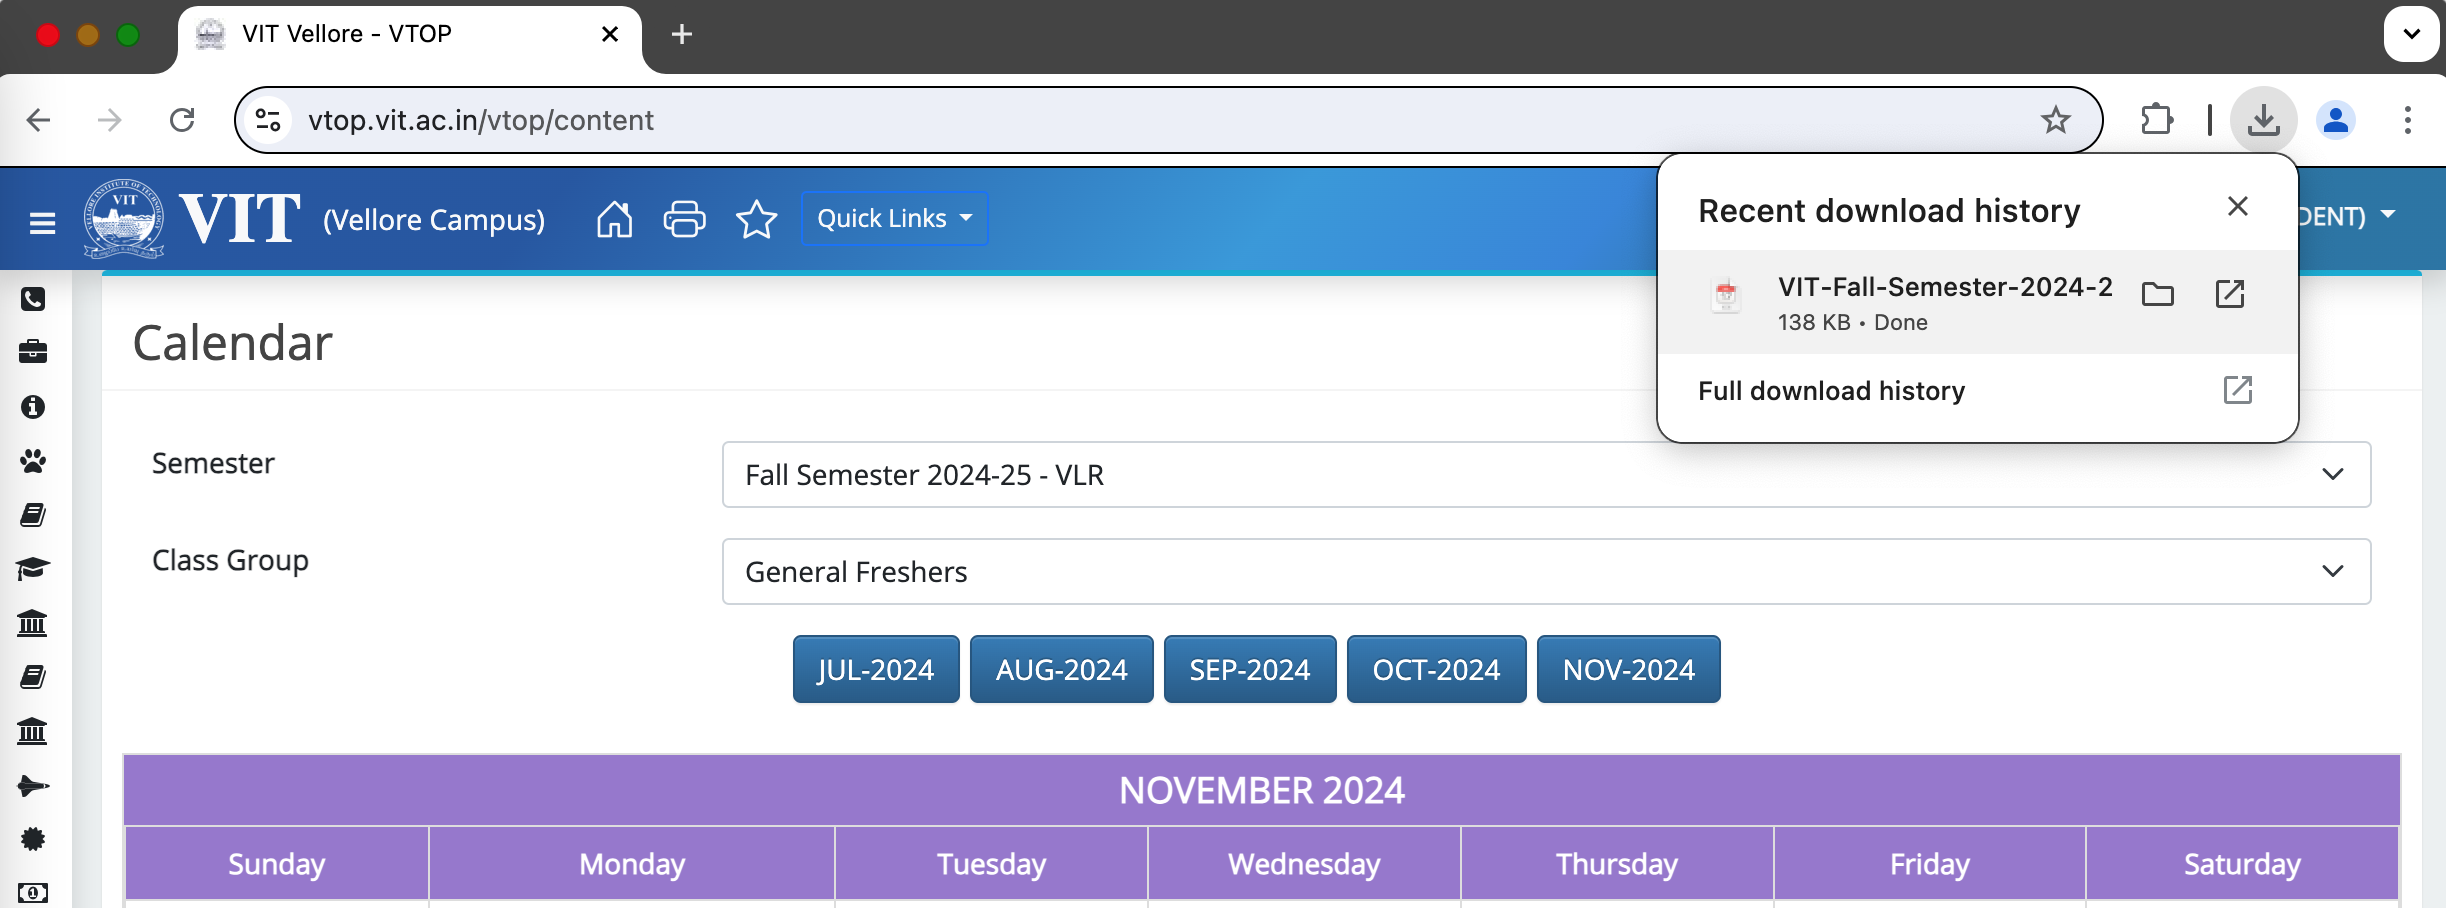 VIT Vellore - VTOP
vtop.vit.ac.in/vtop/content
VIT
VIT
(Vellore Campus)
Quick Links
DENT)
Recent download history
VIT-Fall-Semester-2024-2
138 KB • Done
Full download history
Calendar
Semester
Fall Semester 2024-25 - VLR
Class Group
General Freshers
JUL-2024 AUG-2024 SEP-2024 OCT-2024 NOV-2024
NOVEMBER 2024
Sunday Monday Tuesday Wednesday Thursday Friday Saturday